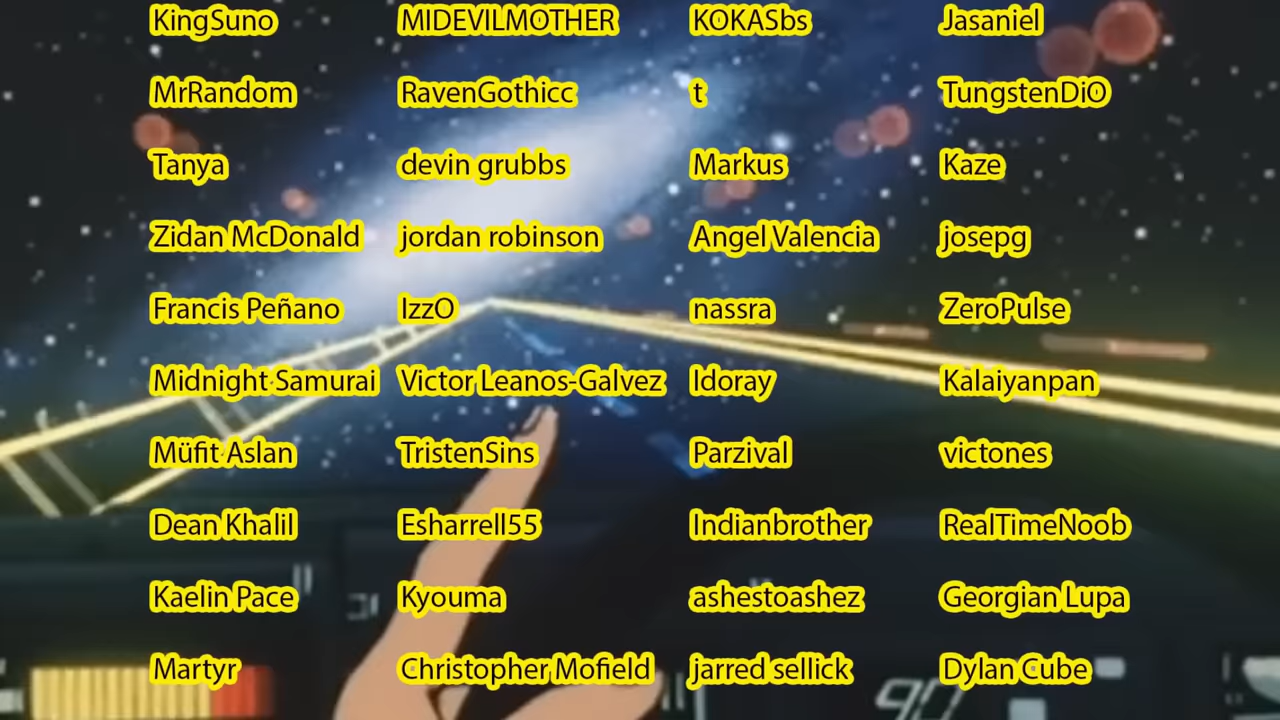 KingSuno MIDEVILMOTHER KOKASbs Jasaniel
MrRandom RavenGothicc t TungstenDiO
Tanya devin grubbs Markus Kaze
Zidan McDonald jordan robinson Angel Valencia josepg
Francis Peñano IzzO nassra ZeroPulse
Midnight Samurai Victor Leanos-Galvez Idoray Kalaiyanpan
Müfit Aslan TristenSins Parzival victones
Dean Khalil Esharrell55 Indianbrother RealTimeNoob
Kaelin Pace Kyouma ashestoashez Georgian Lupa
Martyr Christopher Mofield jarred sellick Dylan Cube
90